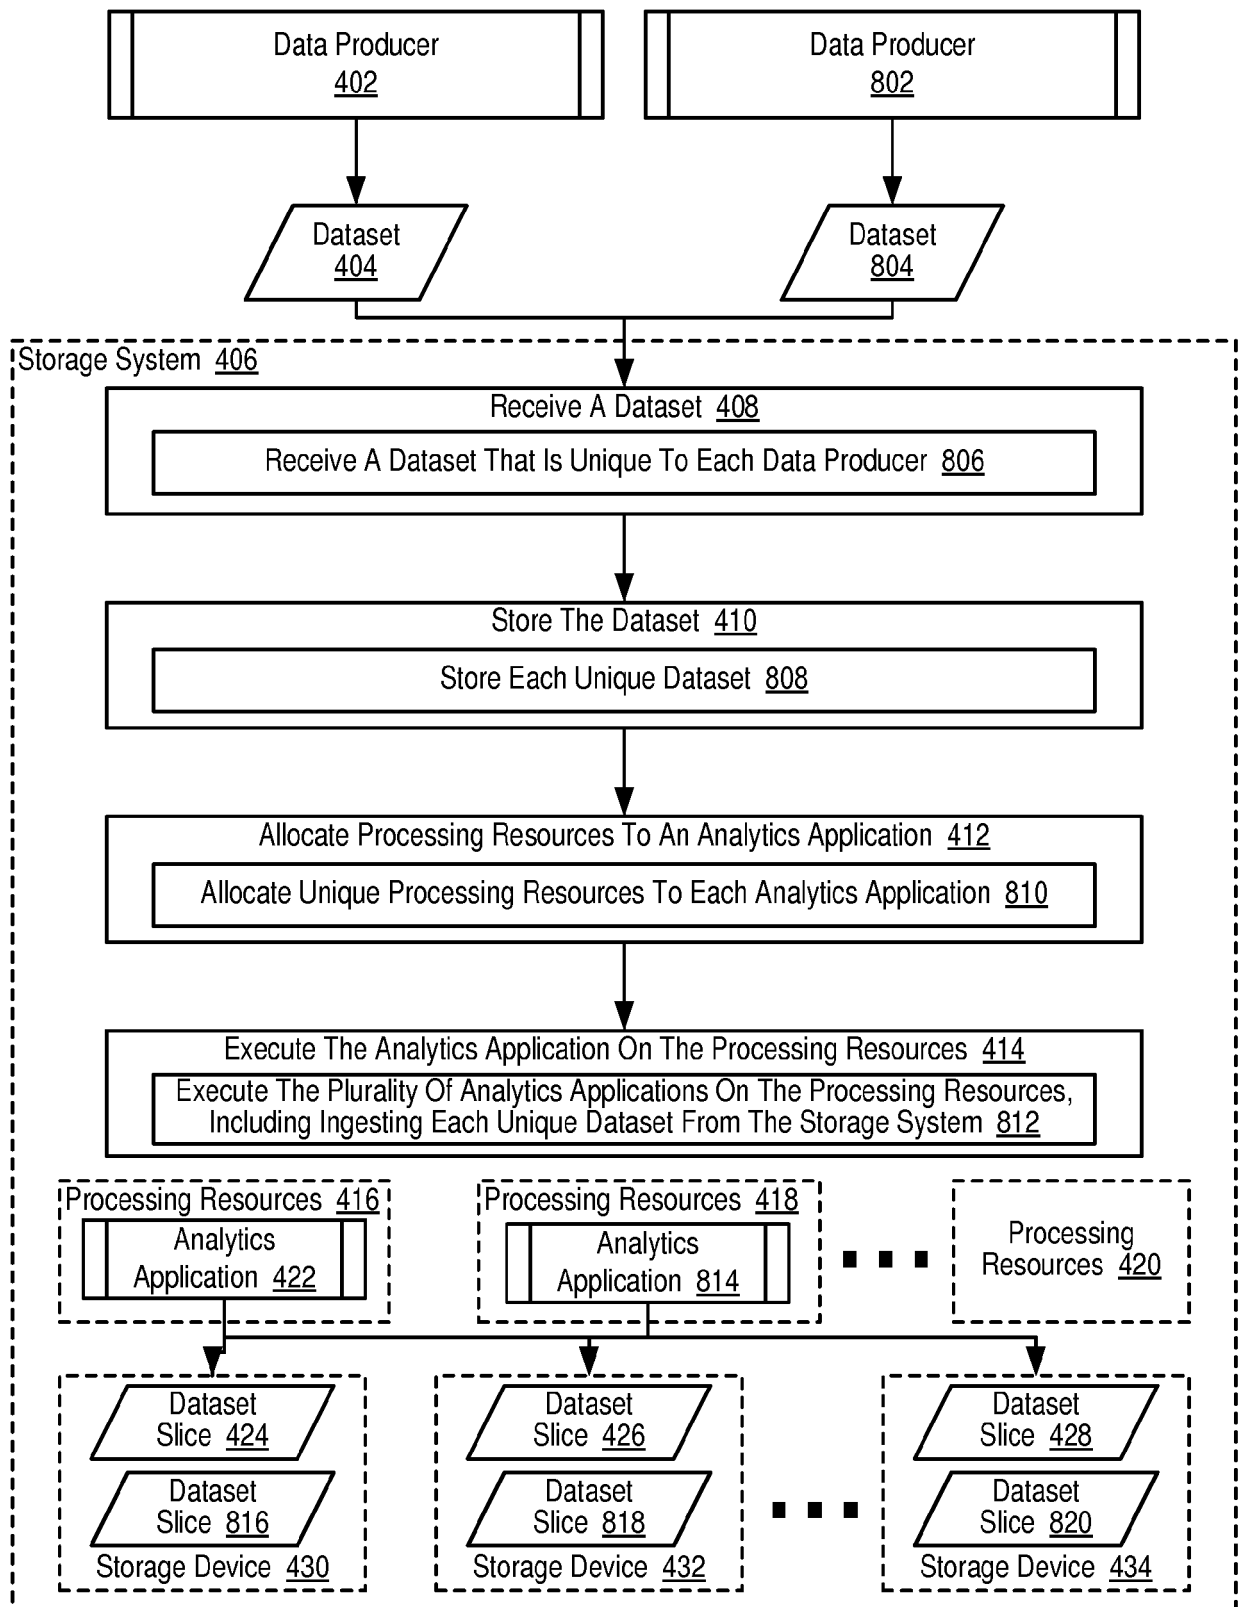 Data Producer
402
Data Producer
802
Dataset
404
Dataset
804
Storage System 406
Receive A Dataset 408
Receive A Dataset That Is Unique To Each Data Producer 806
Store The Dataset 410
Store Each Unique Dataset 808
Allocate Processing Resources To An Analytics Application 412
Allocate Unique Processing Resources To Each Analytics Application 810
Execute The Analytics Application On The Processing Resources 414
Execute The Plurality Of Analytics Applications On The Processing Resources,
Including Ingesting Each Unique Dataset From The Storage System 812
Processing Resources 416
Analytics
Application 422
Processing Resources 418
Analytics
Application 814
Processing
Resources 420
Dataset
Slice 424
Dataset
Slice 816
Storage Device 430
Dataset
Slice 426
Dataset
Slice 818
Storage Device 432
Dataset
Slice 428
Dataset
Slice 820
Storage Device 434